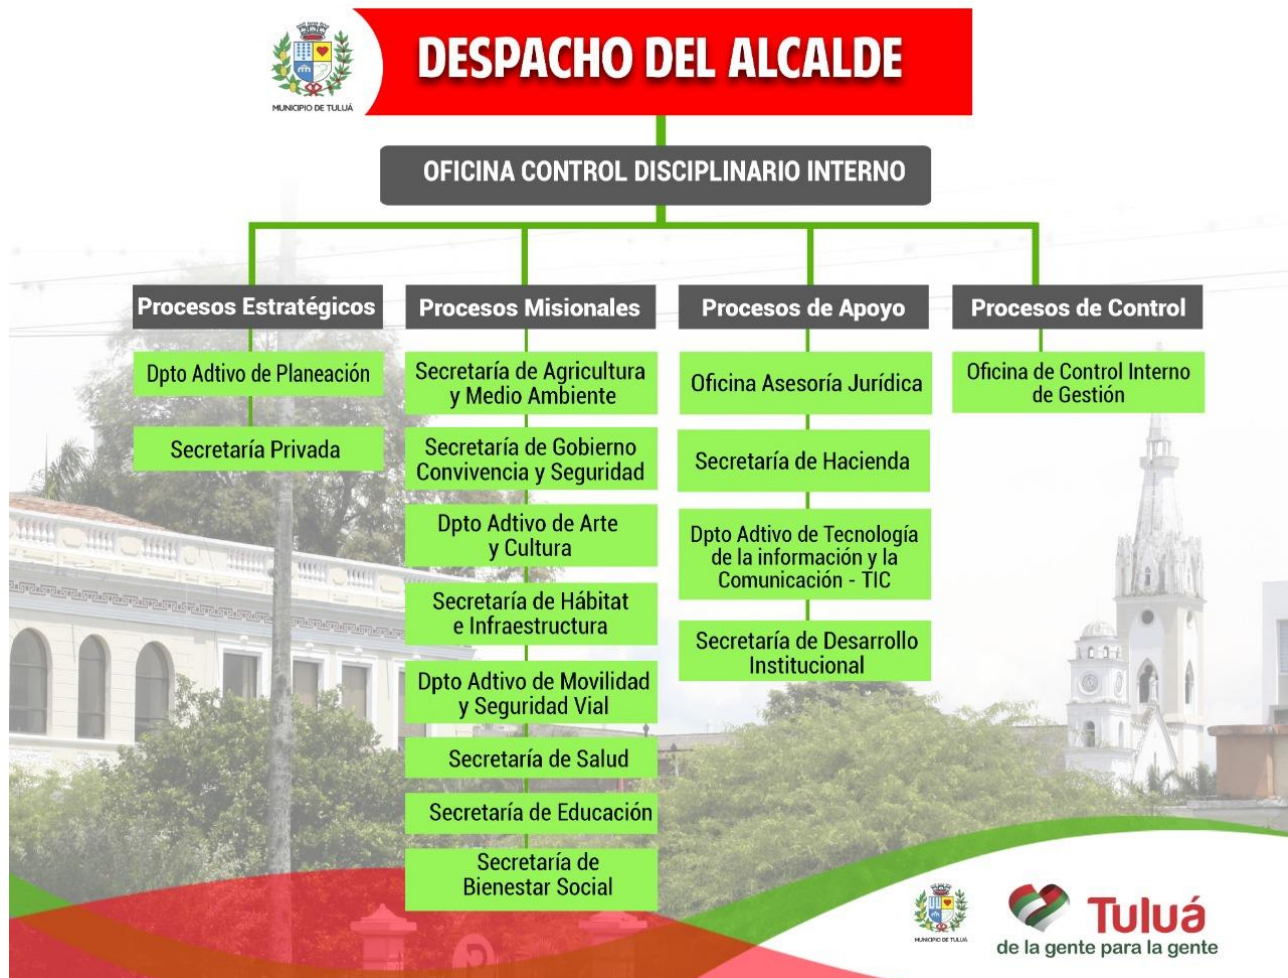 DESPACHO DEL ALCALDE
MUNICIPIO DE TULUÁ
OFICINA CONTROL DISCIPLINARIO INTERNO
Procesos Estratégicos
Dpto Adtivo de Planeación
Secretaría Privada
Procesos Misionales
Secretaría de Agricultura
y Medio Ambiente
Secretaría de Gobierno
Convivencia y Seguridad
Dpto Adtivo de Arte
y Cultura
Secretaría de Hábitat
e Infraestructura
Dpto Adtivo de Movilidad
y Seguridad Vial
Secretaría de Salud
Secretaría de Educación
Secretaría de
Bienestar Social
Procesos de Apoyo
Oficina Asesoría Jurídica
Secretaría de Hacienda
Dpto Adtivo de Tecnología
de la información y la
Comunicación - TIC
Secretaría de Desarrollo
Institucional
Procesos de Control
Oficina de Control Interno
de Gestión
MUNICIPIO DE TULUÁ
Tuluá
de la gente para la gente